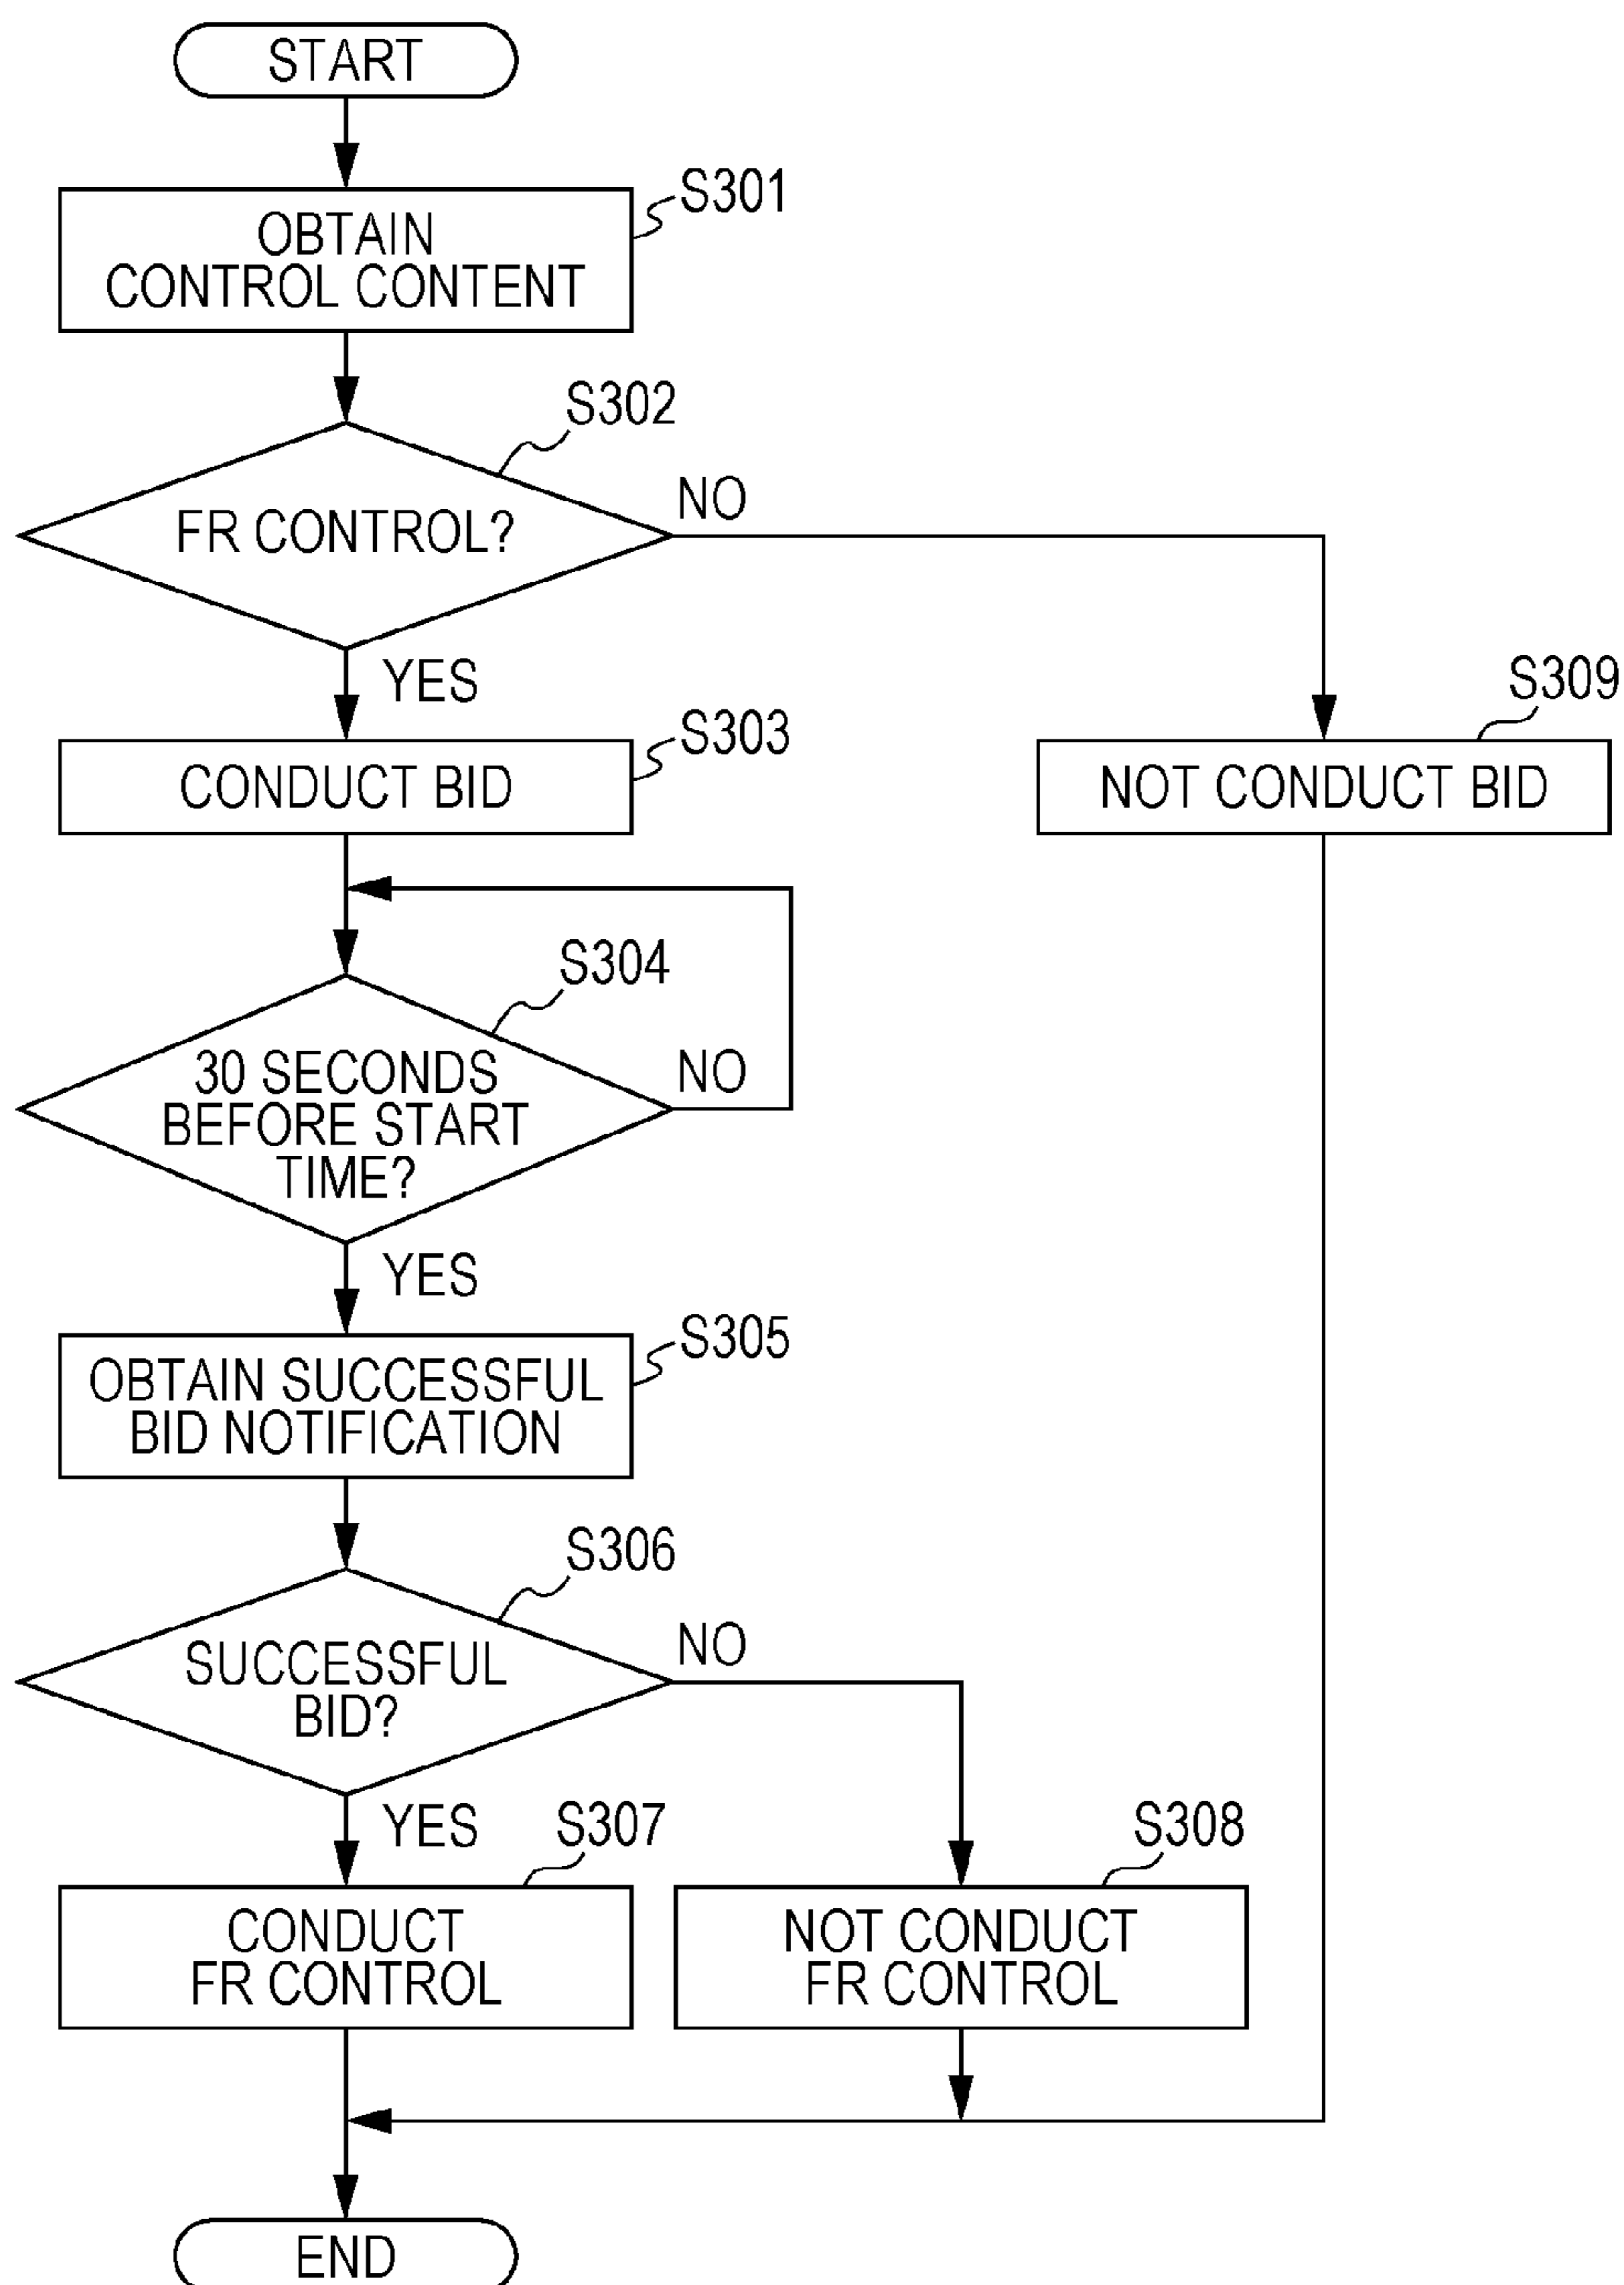 START
S301
OBTAIN
CONTROL CONTENT
S302
FR CONTROL?
NO
YES
S303
CONDUCT BID
S309
NOT CONDUCT BID
S304
30 SECONDS
BEFORE START
TIME?
NO
YES
S305
OBTAIN SUCCESSFUL
BID NOTIFICATION
S306
SUCCESSFUL
BID?
NO
YES
S307
CONDUCT
FR CONTROL
S308
NOT CONDUCT
FR CONTROL
END